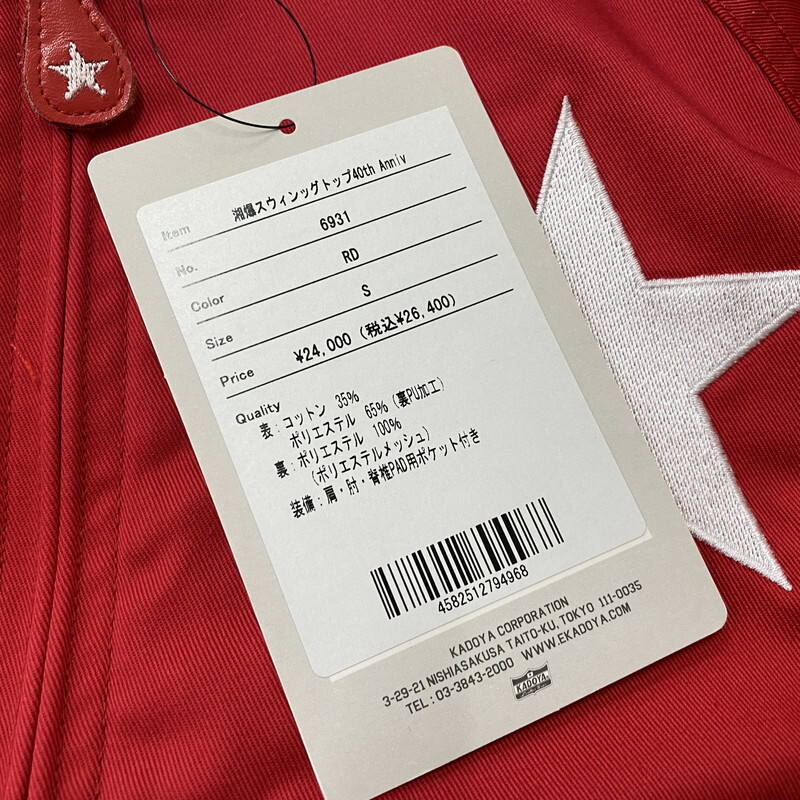 Item 湘爆スウィングトップ40th Anniv
No. 6931
Color RD
Size S
Price ¥24,000 (税込¥26,400)
Quality
表：コットン 35%
ポリエステル 65% (裏PU加工)
裏：ポリエステル 100%
(ポリエステルメッシュ)
装備：肩・肘・脊椎PAD用ポケット付き
4582512794968
KADOYA CORPORATION
3-29-21 NISHIASAKUSA TAITO-KU, TOKYO 111-0035
TEL : 03-3843-2000 WWW.EKADOYA.COM
KADOYA